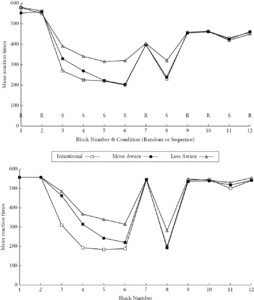 600
500
400
300
200
100
0
Mean reaction times
R R S S S S R S R R S R
1 2 3 4 5 6 7 8 9 10 11 12
Block Number & Condition (Random or Sequence)
Intentional More Aware Less Aware
600
500
400
300
200
100
0
Mean reaction times
1 2 3 4 5 6 7 8 9 10 11 12
Block Number